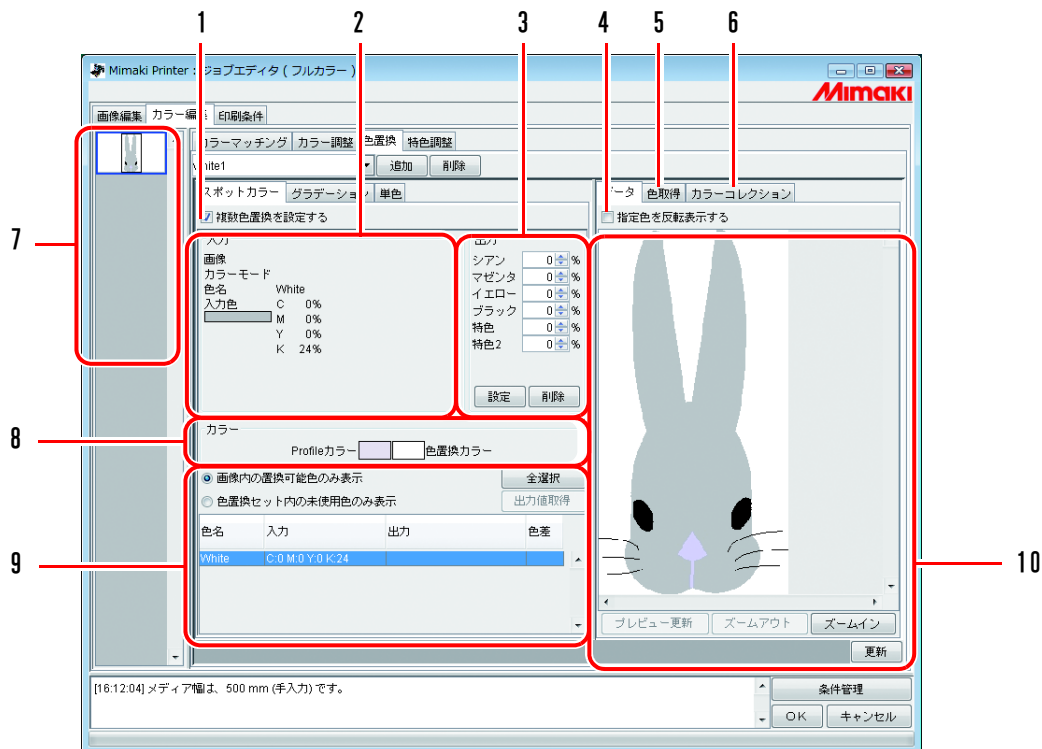 1 2 3 4 5 6
Mimaki Printer : ジョブエディタ ( フルカラー )
Mimaki
画像編集 カラー編集 印刷条件
カラーマッチング カラー調整 色置換 特色調整
White1 追加 削除
スポットカラー グラデーション 単色
データ 色取得 カラーコレクション
複数色置換を設定する
指定色を反転表示する
7
入力
画像
カラーモード
色名 White
入力色 C 0%
M 0%
Y 0%
K 24%
出力
シアン 0 %
マゼンタ 0 %
イエロー 0 %
ブラック 0 %
特色 0 %
特色2 0 %
設定 削除
8
カラー
Profileカラー 色置換カラー
画像内の置換可能色のみ表示 全選択
色置換セット内の未使用色のみ表示 出力値取得
9
色名 入力 出力 色差
White C:0 M:0 Y:0 K:24
10
プレビュー更新 ズームアウト ズームイン
更新
[16:12:04] メディア幅は、500 mm (手入力) です。
条件管理
OK キャンセル